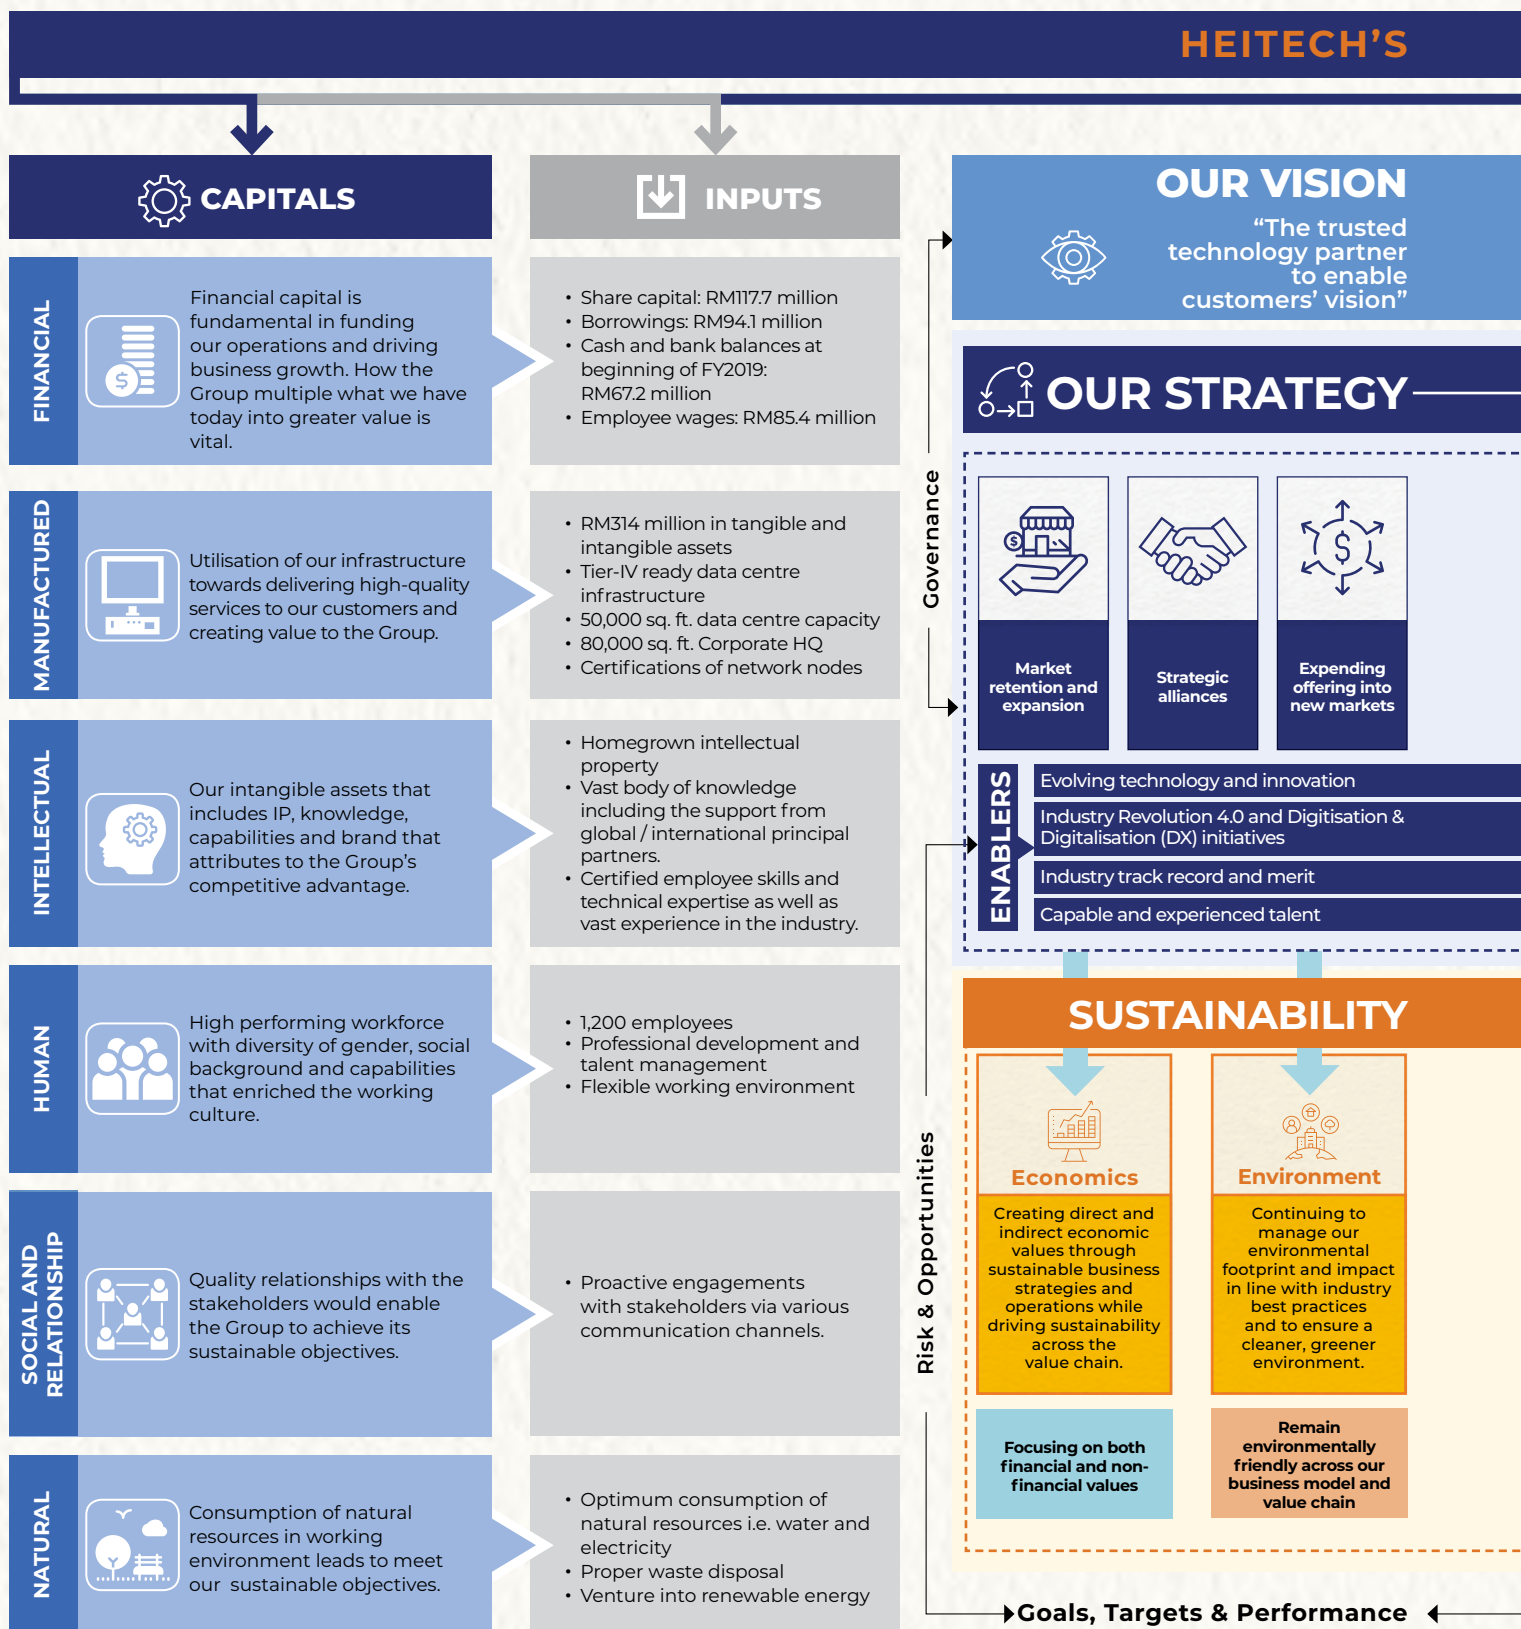 HEITECH'S
CAPITALS
INPUTS
FINANCIAL
Financial capital is
fundamental in funding
our operations and driving
business growth. How the
Group multiple what we have
today into greater value is
vital.
• Share capital: RM117.7 million
• Borrowings: RM94.1 million
• Cash and bank balances at
beginning of FY2019:
RM67.2 million
• Employee wages: RM85.4 million
MANUFACTURED
Utilisation of our infrastructure
towards delivering high-quality
services to our customers and
creating value to the Group.
• RM314 million in tangible and
intangible assets
• Tier-IV ready data centre
infrastructure
• 50,000 sq. ft. data centre capacity
• 80,000 sq. ft. Corporate HQ
• Certifications of network nodes
INTELLECTUAL
Our intangible assets that
includes IP, knowledge,
capabilities and brand that
attributes to the Group's
competitive advantage.
• Homegrown intellectual
property
• Vast body of knowledge
including the support from
global / international principal
partners.
• Certified employee skills and
technical expertise as well as
vast experience in the industry.
HUMAN
High performing workforce
with diversity of gender, social
background and capabilities
that enriched the working
culture.
• 1,200 employees
• Professional development and
talent management
• Flexible working environment
SOCIAL AND
RELATIONSHIP
Quality relationships with the
stakeholders would enable
the Group to achieve its
sustainable objectives.
• Proactive engagements
with stakeholders via various
communication channels.
NATURAL
Consumption of natural
resources in working
environment leads to meet
our sustainable objectives.
• Optimum consumption of
natural resources i.e. water and
electricity
• Proper waste disposal
• Venture into renewable energy
Governance
Risk & Opportunities
OUR VISION
“The trusted
technology partner
to enable
customers’ vision”
OUR STRATEGY
Market
retention and
expansion
Strategic
alliances
Expending
offering into
new markets
ENABLERS
Evolving technology and innovation
Industry Revolution 4.0 and Digitisation &
Digitalisation (DX) initiatives
Industry track record and merit
Capable and experienced talent
SUSTAINABILITY
Economics
Creating direct and
indirect economic
values through
sustainable business
strategies and
operations while
driving sustainability
across the
value chain.
Focusing on both
financial and non-
financial values
Environment
Continuing to
manage our
environmental
footprint and impact
in line with industry
best practices
and to ensure a
cleaner, greener
environment.
Remain
environmentally
friendly across our
business model and
value chain
Goals, Targets & Performance